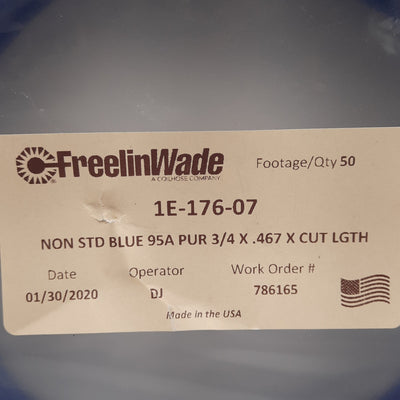 FreelinWade
A COILHOSE COMPANY
Footage/Qty 50
1E-176-07
NON STD BLUE 95A PUR 3/4 X .467 X CUT LGTH
Date Operator Work Order #
01/30/2020 DJ 786165
Made in the USA